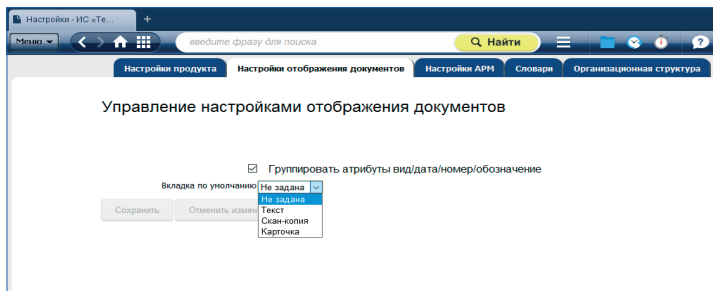 Настройки - ИС «Те...
Меню
введите фразу для поиска
Найти
Настройки продукта Настройки отображения документов Настройки АРМ Словари Организационная структура
Управление настройками отображения документов
Группировать атрибуты вид/дата/номер/обозначение
Вкладка по умолчанию Не задана
Не задана
Сохранить Отменить измен Текст
Скан-копия
Карточка